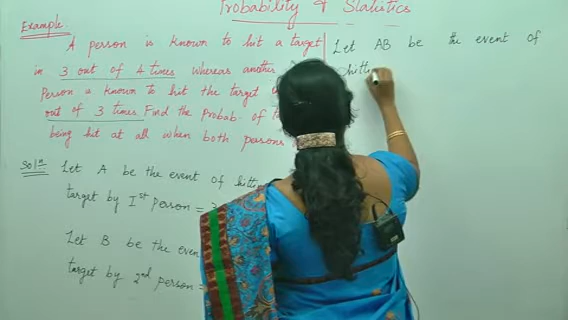 Probability & Statistics
Example.
A person is known to hit a target
in 3 out of 4 times whereas another
Person is known to hit the target
out of 3 times. Find the Probab. of
being hit at all when both persons
Soln
Let A be the event of hitt
target by Ist person =
Let B be the even
target by 2nd person =
Let AB be the event of
hitt